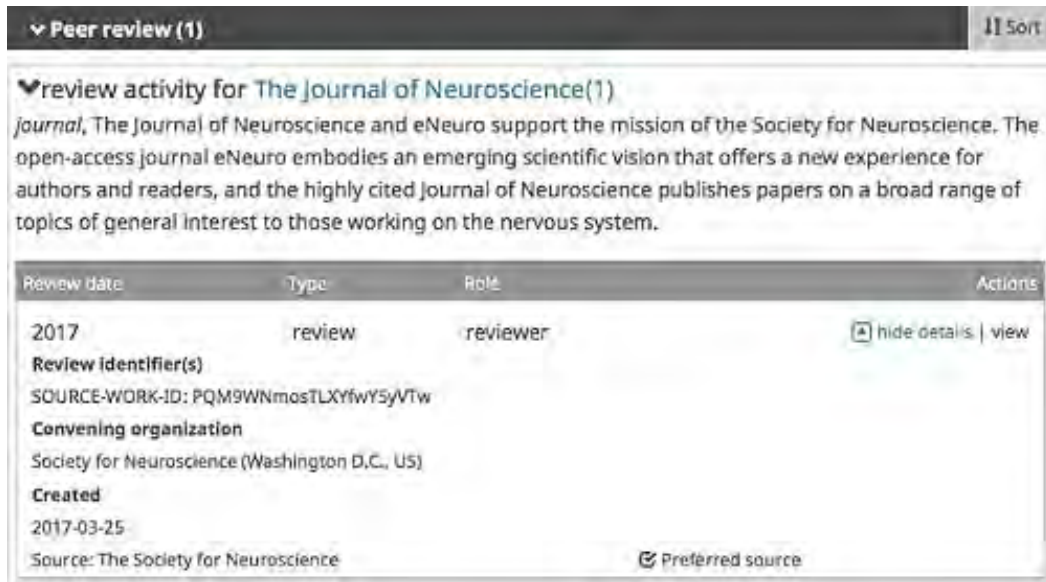 Peer review (1)
Sort
review activity for The Journal of Neuroscience(1)
journal, The Journal of Neuroscience and eNeuro support the mission of the Society for Neuroscience. The
open-access journal eNeuro embodies an emerging scientific vision that offers a new experience for
authors and readers, and the highly cited Journal of Neuroscience publishes papers on a broad range of
topics of general interest to those working on the nervous system.
Review date Type Role Actions
2017 review reviewer hide details | view
Review identifier(s)
SOURCE-WORK-ID:
Convening organization
Society for Neuroscience (Washington D.C., US)
Created
2017-03-25
Source: The Society for Neuroscience Preferred source